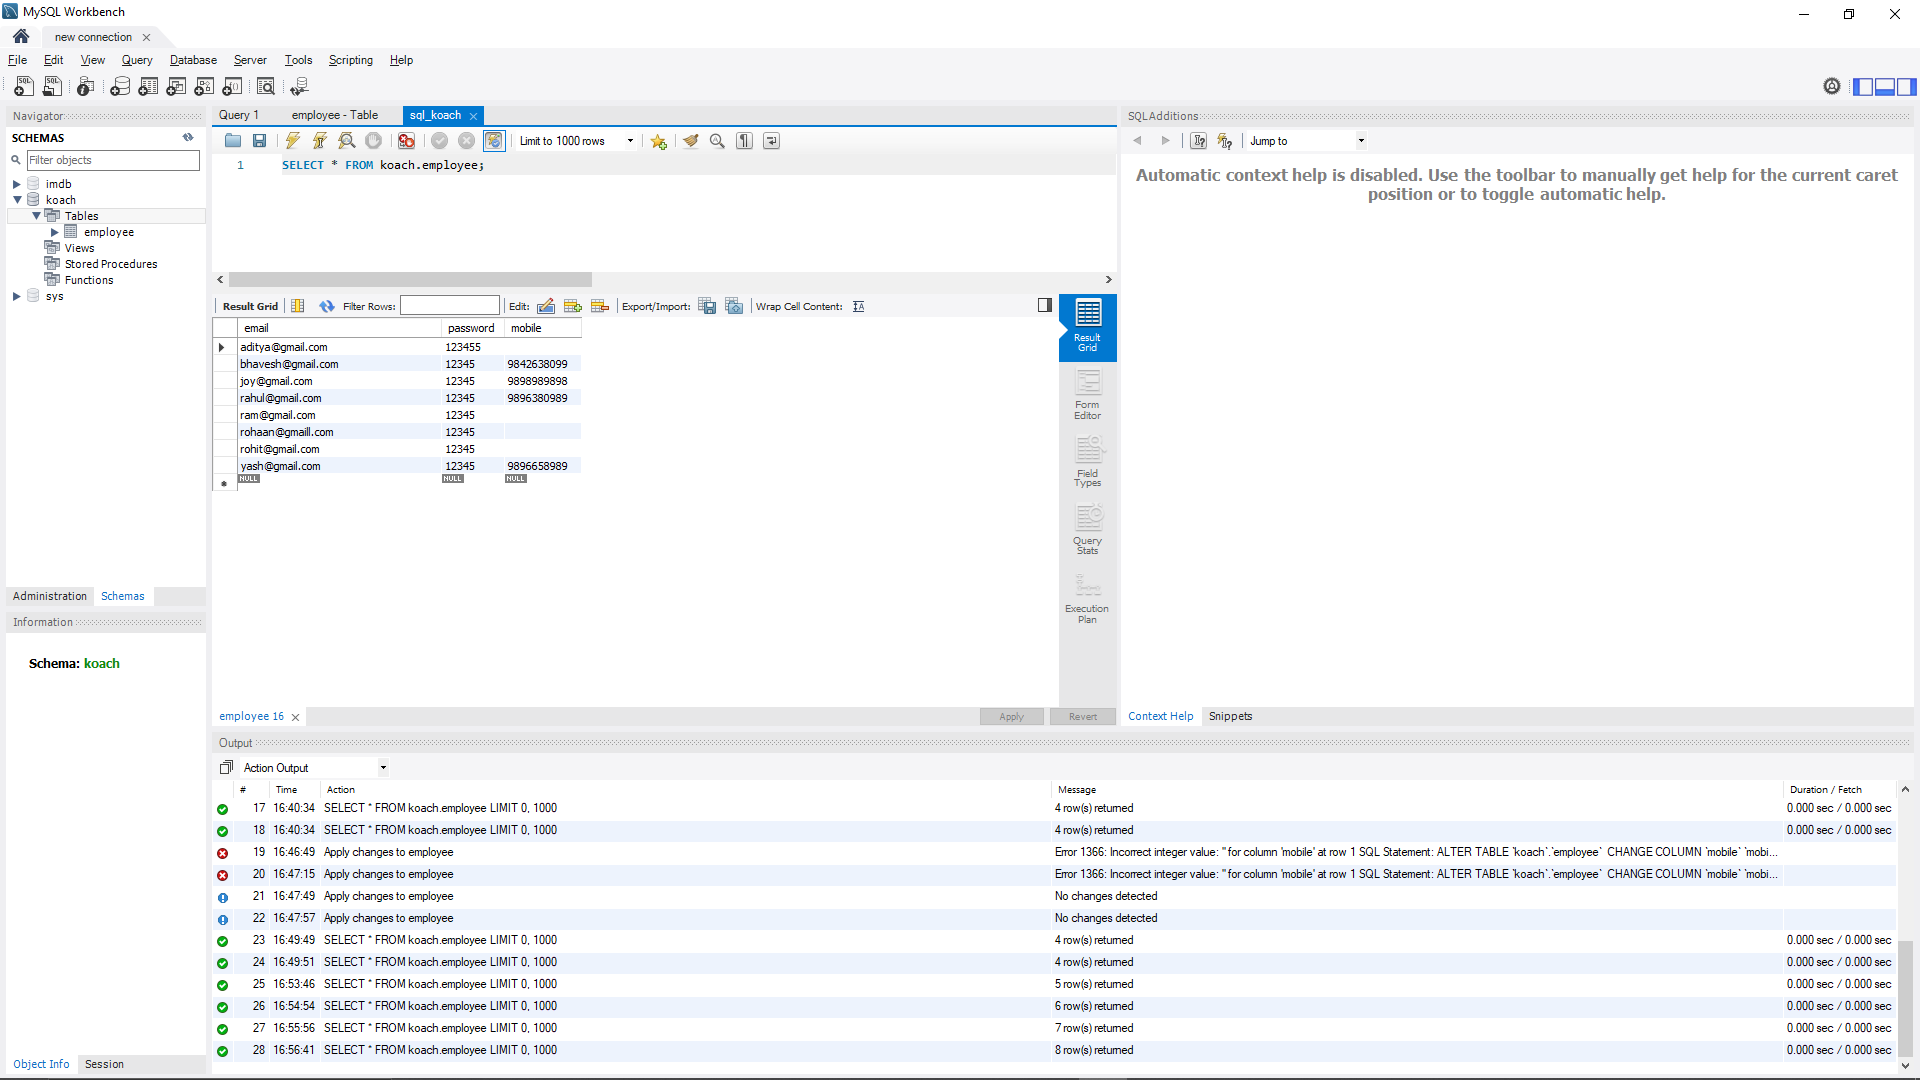 MySQL Workbench
new connection
File Edit View Query Database Server Tools Scripting Help
Navigator
SCHEMAS
Filter objects
imdb
koach
Tables
employee
Views
Stored Procedures
Functions
sys
Administration Schemas
Information
Schema: koach
Object Info Session
Query 1 employee - Table sql_koach
Limit to 1000 rows
1 SELECT * FROM koach.employee;
Result Grid Filter Rows: Edit: Export/Import: Wrap Cell Content:
email password mobile
aditya@gmail.com 123455
bhavesh@gmail.com 12345 9842638099
joy@gmail.com 12345 9898989898
rahul@gmail.com 12345 9896380989
ram@gmail.com 12345
rohaan@gmaill.com 12345
rohit@gmail.com 12345
yash@gmail.com 12345 9896658989
NULL NULL NULL
Result
Grid
Form
Editor
Field
Types
Query
Stats
Execution
Plan
employee 16 Apply Revert
SQLAdditions
Jump to
Automatic context help is disabled. Use the toolbar to manually get help for the current caret
position or to toggle automatic help.
Context Help Snippets
Output
Action Output
# Time Action Message Duration / Fetch
17 16:40:34 SELECT * FROM koach.employee LIMIT 0, 1000 4 row(s) returned 0.000 sec / 0.000 sec
18 16:40:34 SELECT * FROM koach.employee LIMIT 0, 1000 4 row(s) returned 0.000 sec / 0.000 sec
19 16:46:49 Apply changes to employee Error 1366: Incorrect integer value: '' for column 'mobile' at row 1 SQL Statement: ALTER TABLE `koach`.`employee` CHANGE COLUMN `mobile` `mobi...
20 16:47:15 Apply changes to employee Error 1366: Incorrect integer value: '' for column 'mobile' at row 1 SQL Statement: ALTER TABLE `koach`.`employee` CHANGE COLUMN `mobile` `mobi...
21 16:47:49 Apply changes to employee No changes detected
22 16:47:57 Apply changes to employee No changes detected
23 16:49:49 SELECT * FROM koach.employee LIMIT 0, 1000 4 row(s) returned 0.000 sec / 0.000 sec
24 16:49:51 SELECT * FROM koach.employee LIMIT 0, 1000 4 row(s) returned 0.000 sec / 0.000 sec
25 16:53:46 SELECT * FROM koach.employee LIMIT 0, 1000 5 row(s) returned 0.000 sec / 0.000 sec
26 16:54:54 SELECT * FROM koach.employee LIMIT 0, 1000 6 row(s) returned 0.000 sec / 0.000 sec
27 16:55:56 SELECT * FROM koach.employee LIMIT 0, 1000 7 row(s) returned 0.000 sec / 0.000 sec
28 16:56:41 SELECT * FROM koach.employee LIMIT 0, 1000 8 row(s) returned 0.000 sec / 0.000 sec